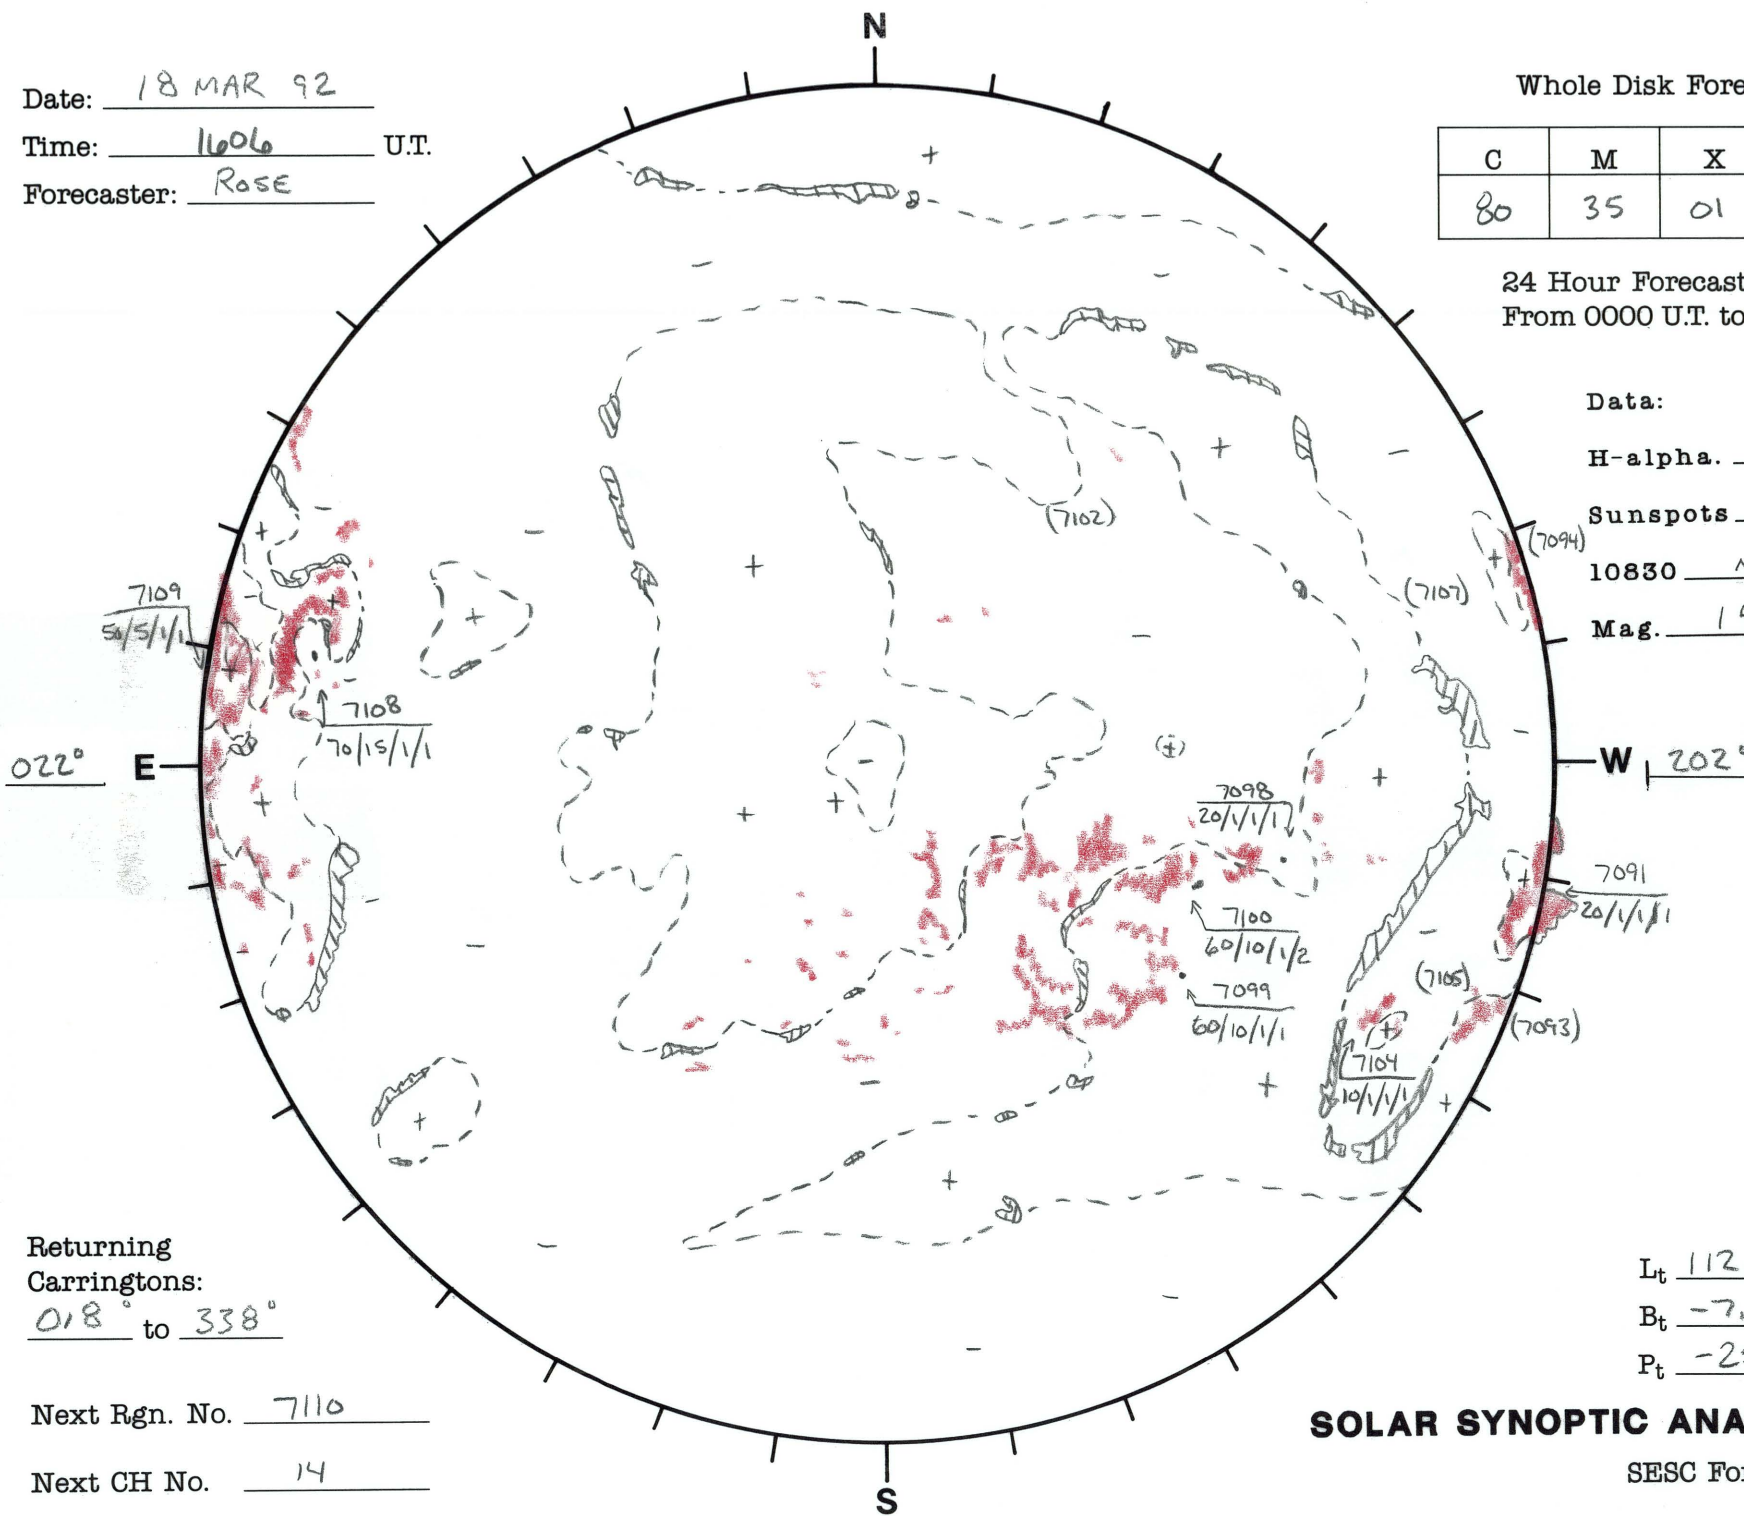 N
Date: 18 MAR 92
Time: 1606 U.T.
Forecaster: ROSE
Whole Disk Fore
C M X
80 35 01
24 Hour Forecast
From 0000 U.T. to
Data:
H-alpha.
Sunspots
10830
Mag.
(7102)
(7094)
(7107)
7109
50/5/1/1
7108
70/15/1/1
022° E
W 202°
7098
20/1/1/1
7091
20/1/1/1
7100
60/10/1/2
(7105)
7099
60/10/1/1
(7093)
7104
10/1/1/1
Returning
Carringtons:
018° to 338°
Lt 112
Bt -7.
Pt -2
Next Rgn. No. 7110
Next CH No. 14
SOLAR SYNOPTIC ANA
SESC For
S